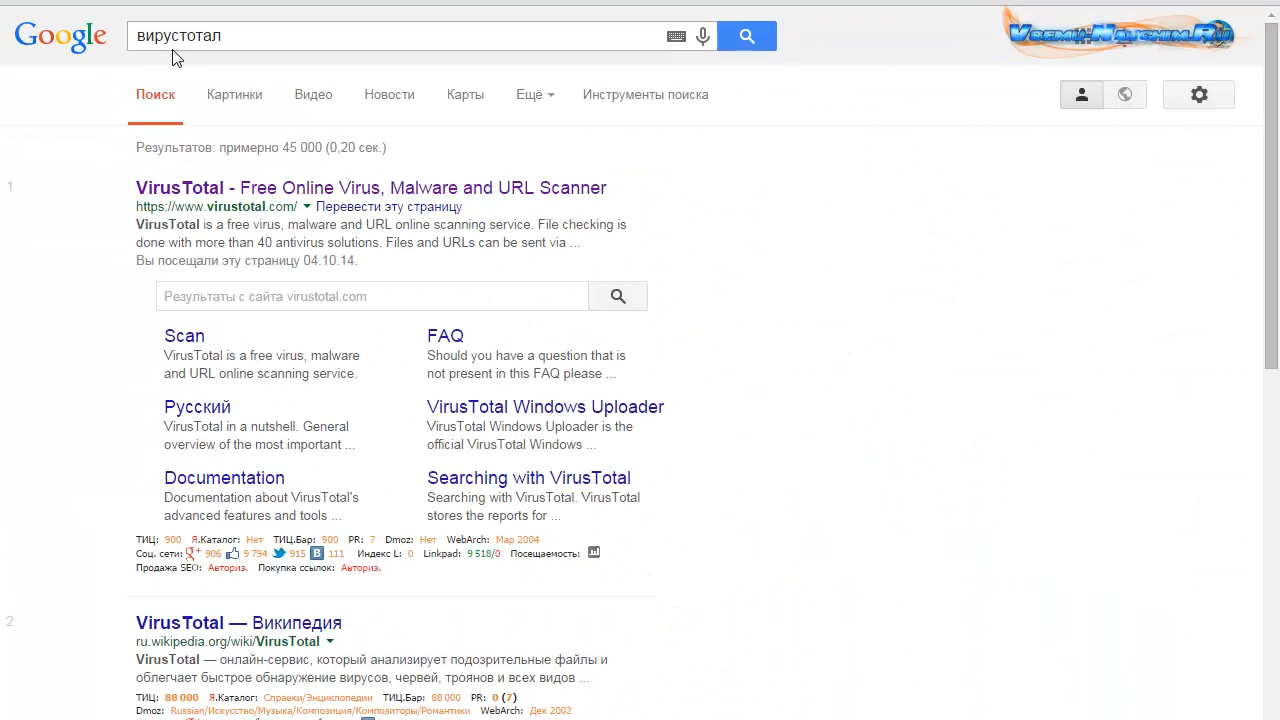 Google
вирустотал
Vsemu-Nauchim.Ru
Поиск Картинки Видео Новости Карты Ещё Инструменты поиска
Результатов: примерно 45 000 (0,20 сек.)
1
VirusTotal - Free Online Virus, Malware and URL Scanner
https://www.virustotal.com/ Перевести эту страницу
VirusTotal is a free virus, malware and URL online scanning service. File checking is
done with more than 40 antivirus solutions. Files and URLs can be sent via ...
Вы посещали эту страницу 04.10.14.
Результаты с сайта virustotal.com
Scan
VirusTotal is a free virus, malware
and URL online scanning service.
FAQ
Should you have a question that is
not present in this FAQ please ...
Русский
VirusTotal in a nutshell. General
overview of the most important ...
VirusTotal Windows Uploader
VirusTotal Windows Uploader is the
official VirusTotal Windows ...
Documentation
Documentation about VirusTotal's
advanced features and tools ...
Searching with VirusTotal
Searching with VirusTotal. VirusTotal
stores the reports for ...
ТИЦ: 900 Я.Каталог: Нет ТИЦ.Бар: 900 PR: 7 Dmoz: Нет WebArch: Мар 2004
Соц. сети: 906 9 794 915 111 Индекс L: 0 Linkpad: 9 518/0 Посещаемость:
Продажа SEO: Авториз. Покупка ссылок: Авториз.
2
VirusTotal — Википедия
ru.wikipedia.org/wiki/VirusTotal
VirusTotal — онлайн-сервис, который анализирует подозрительные файлы и
облегчает быстрое обнаружение вирусов, червей, троянов и всех видов ...
ТИЦ: 88 000 Я.Каталог: Справки/Энциклопедии ТИЦ.Бар: 88 000 PR: 0 (7)
Dmoz: Russian/Искусство/Музыка/Композиция/Композиторы/Романтики WebArch: Дек 2002